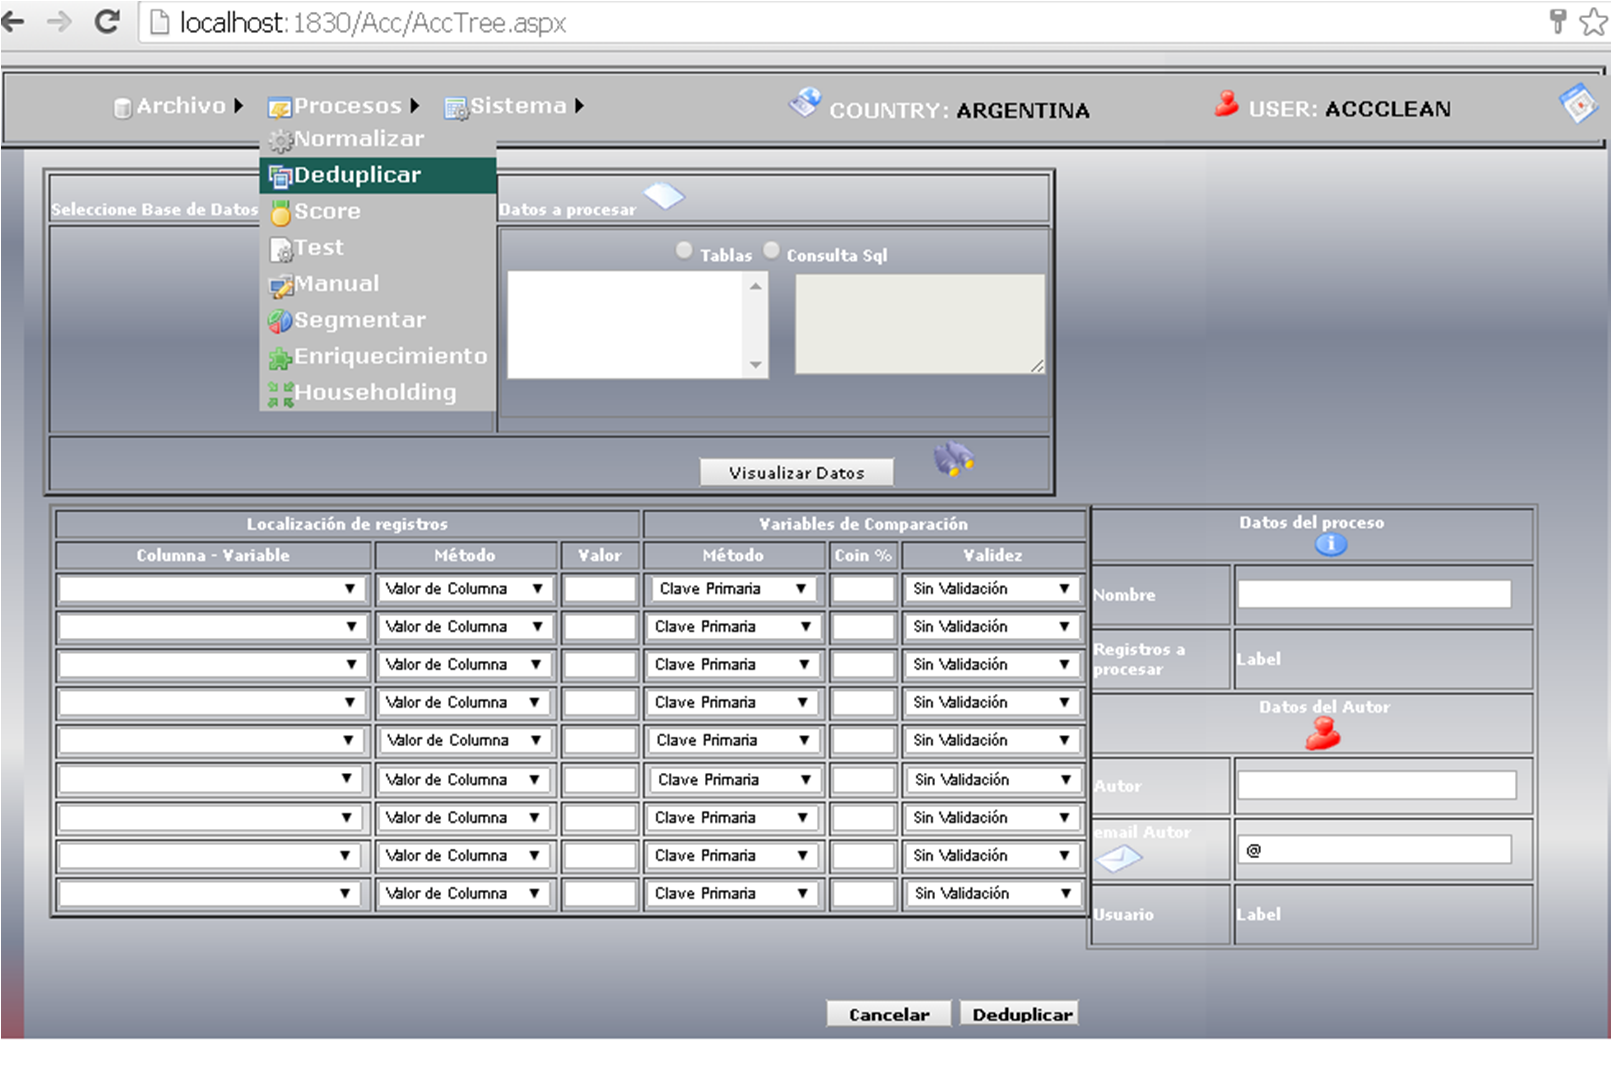 localhost:1830/Acc/AccTree.aspx
Archivo Procesos Sistema COUNTRY: ARGENTINA USER: ACCCLEAN
Normalizar
Deduplicar
Score
Test
Manual
Segmentar
Enriquecimiento
Householding
Seleccione Base de Datos Datos a procesar
Tablas Consulta Sql
Visualizar Datos
Localización de registros Variables de Comparación
Columna - Variable Método Valor Método Coin % Validez
Valor de Columna Clave Primaria Sin Validación
Valor de Columna Clave Primaria Sin Validación
Valor de Columna Clave Primaria Sin Validación
Valor de Columna Clave Primaria Sin Validación
Valor de Columna Clave Primaria Sin Validación
Valor de Columna Clave Primaria Sin Validación
Valor de Columna Clave Primaria Sin Validación
Valor de Columna Clave Primaria Sin Validación
Valor de Columna Clave Primaria Sin Validación
Datos del proceso
Nombre
Registros a
procesar
Label
Datos del Autor
Autor
email Autor
@
Usuario Label
Cancelar Deduplicar